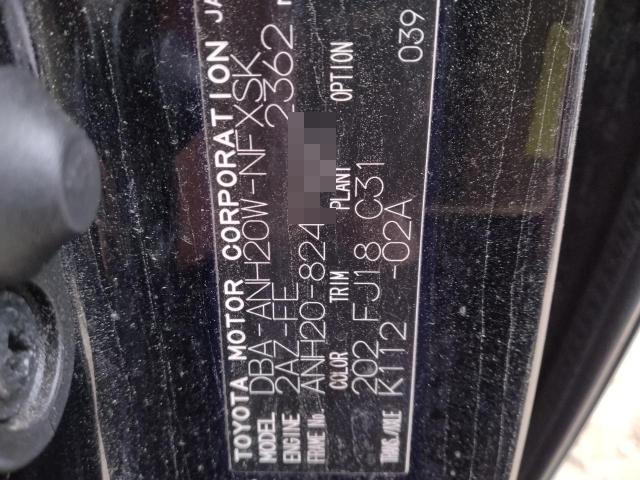 TOYOTA MOTOR CORPORATION JA
MODEL DBA-ANH20W-NFXSK
ENGINE 2AZ-FE 2362
FRAME No. ANH20-824
COLOR TRIM PLANT OPTION
202 FJ18 C31 039
TRANS/AXLE K112 -02A